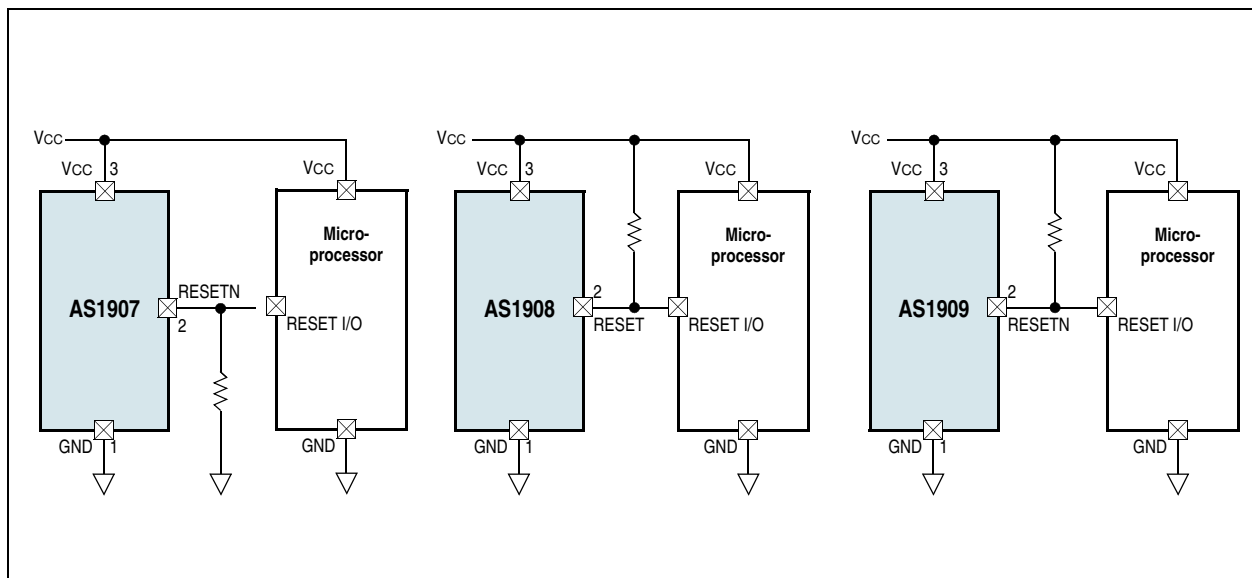 VCC
VCC 3
VCC
AS1907
RESETN
2
Micro-
processor
RESET I/O
GND 1
GND
VCC
VCC 3
VCC
AS1908
2
RESET
Micro-
processor
RESET I/O
GND 1
GND
VCC
VCC 3
VCC
AS1909
2
RESETN
Micro-
processor
RESET I/O
GND 1
GND